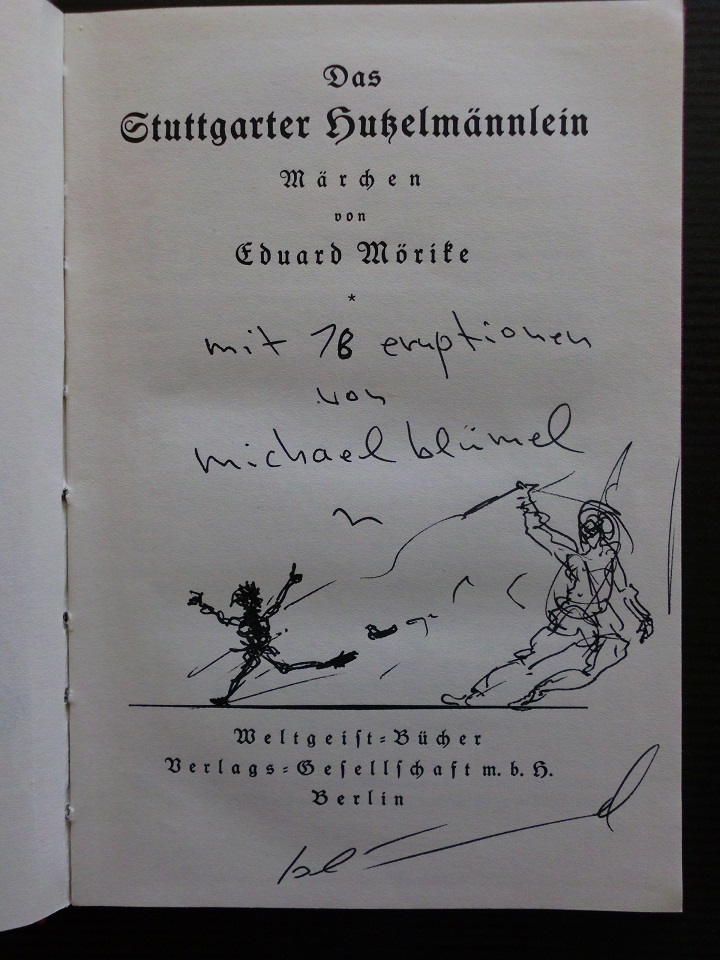 Das
Stuttgarter Hutzelmännlein
Märchen
von
Eduard Mörike
*
mit 18 eruptionen
von
michael blümel
Weltgeist-Bücher
Verlags-Gesellschaft m. b. H.
Berlin